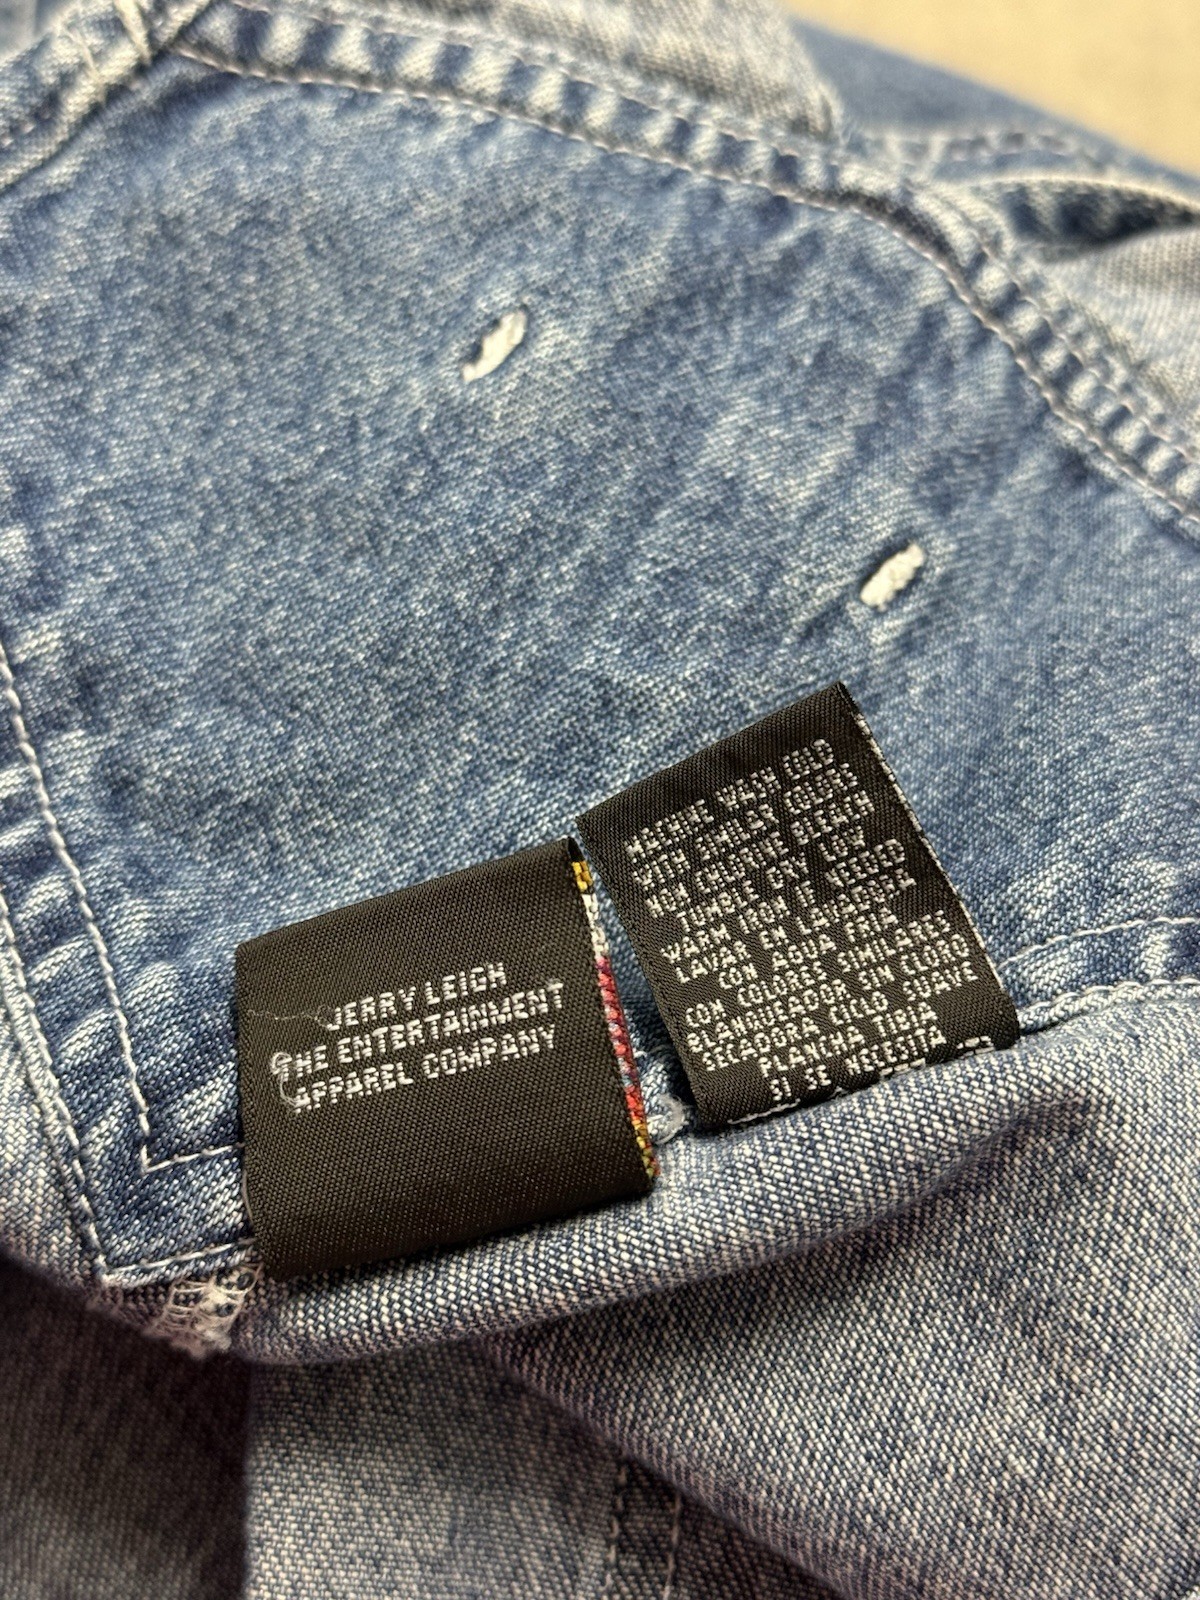 JERRY LEIGH
THE ENTERTAINMENT
APPAREL COMPANY
MACHINE WASH COLD
WITH SIMILAR COLORS
NON CLORINE BLEACH
TUMBLE DRY LOW
WARM IRON IF NEEDED
LAVAR EN LAVADORA
CON AGUA FRIA
CON COLORES SIMILARES
BLANQUEADOR SIN CLORO
SECADORA CICLO SUAVE
PLANCHA TIBIA
SI SE NECESITA